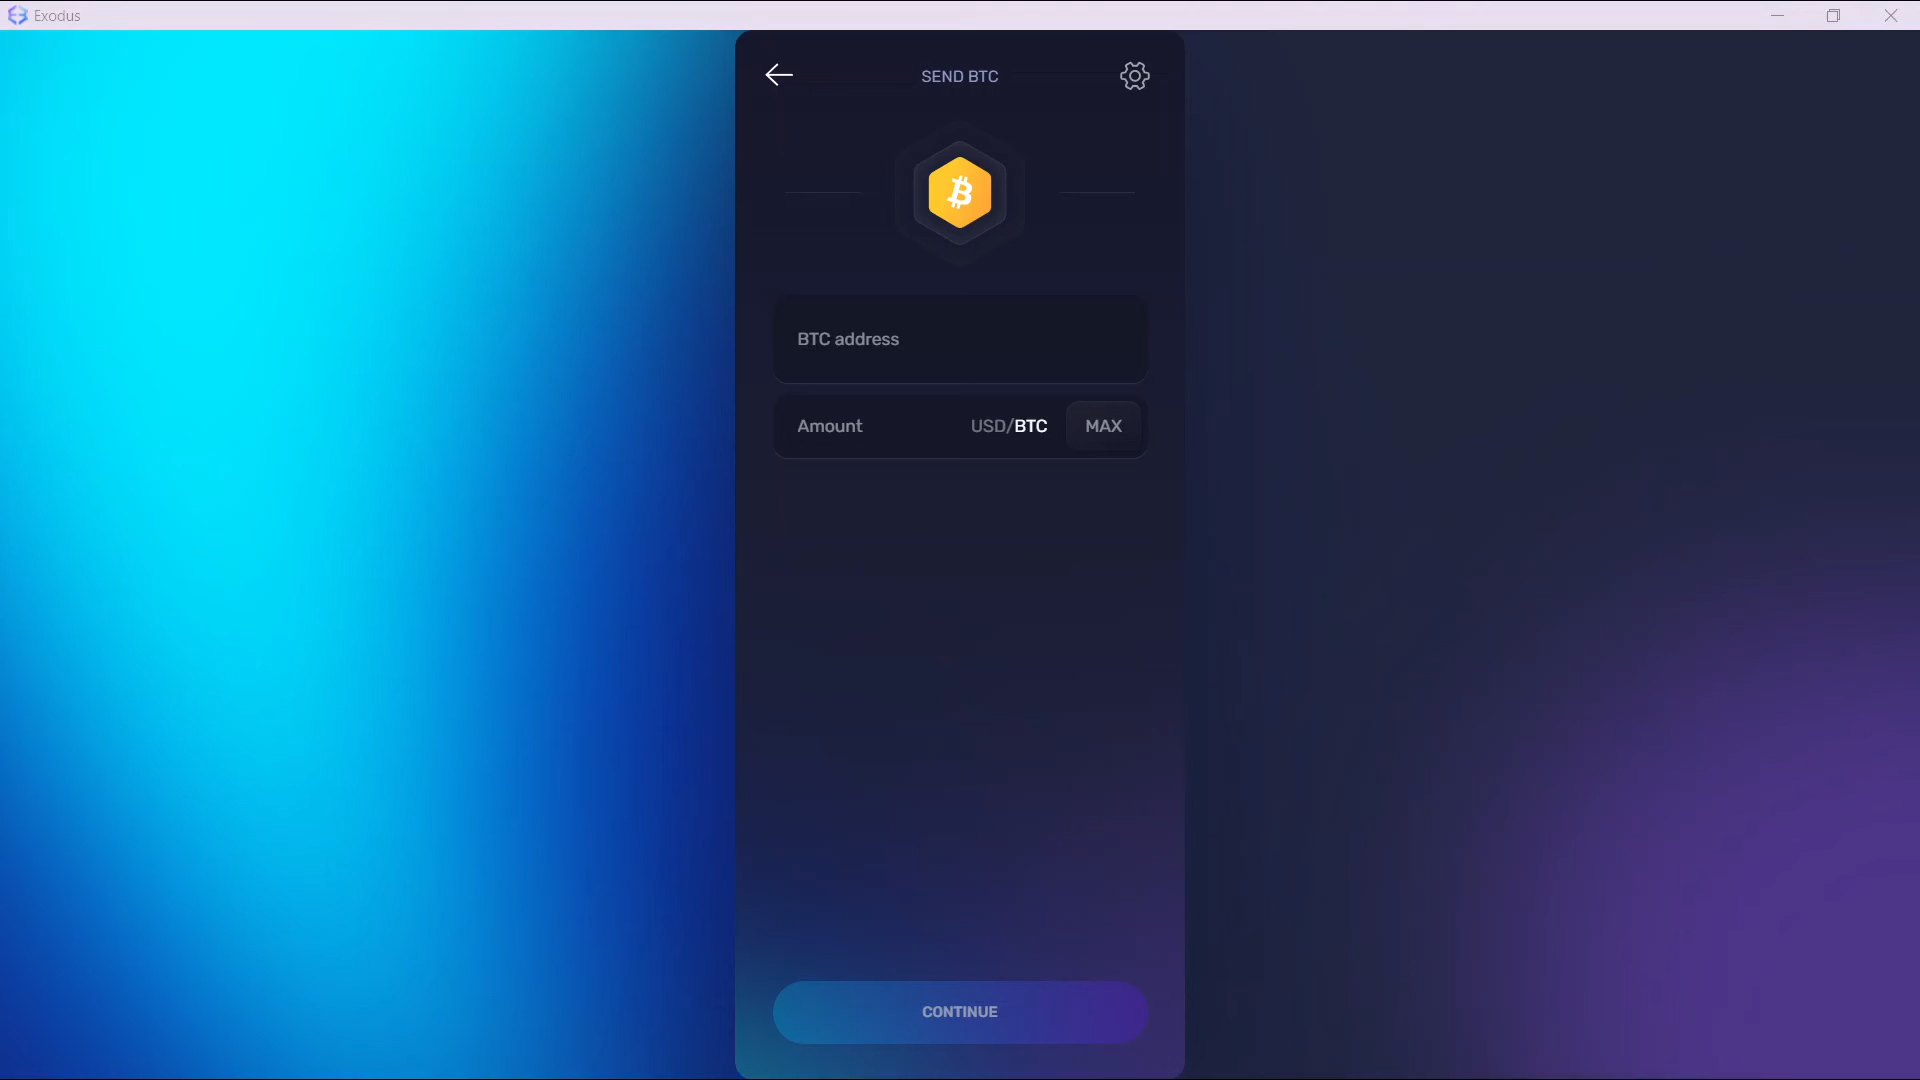 Exodus
SEND BTC
BTC address
Amount USD/BTC MAX
CONTINUE